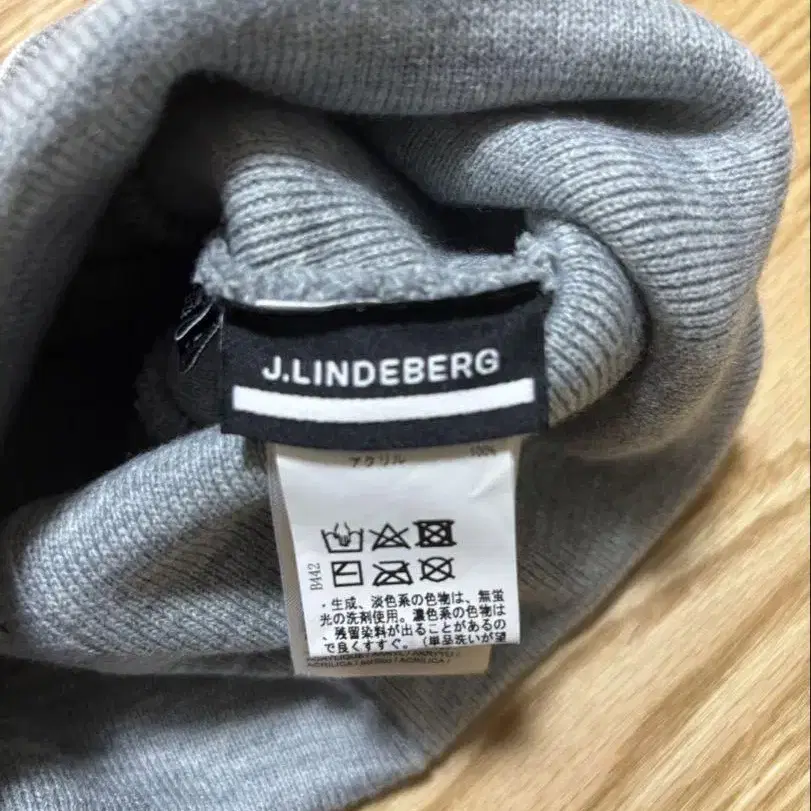 J.LINDEBERG
アクリル 100%
B442
・生成、淡色系の色物は、無蛍
光の洗剤使用。濃色系の色物は
、残留染料が出ることがあるの
で良くすすぐ。（単品洗いが望